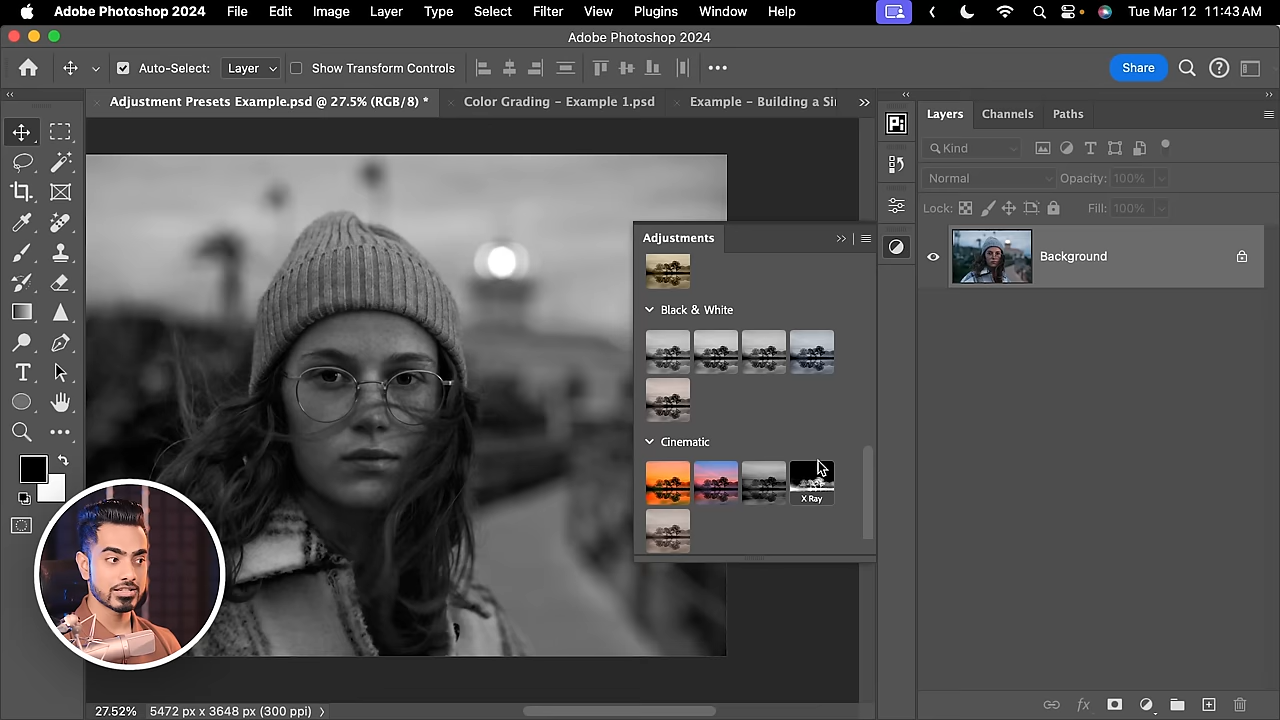 Adobe Photoshop 2024 File Edit Image Layer Type Select Filter View Plugins Window Help Tue Mar 12 11:43 AM
Adobe Photoshop 2024
Auto-Select: Layer Show Transform Controls Share
Adjustment Presets Example.psd @ 27.5% (RGB/8) * Color Grading - Example 1.psd Example - Building a Si
Layers Channels Paths
Kind
Normal Opacity: 100%
Lock: Fill: 100%
Background
Adjustments
Black & White
Cinematic
X Ray
27.52% 5472 px x 3648 px (300 ppi)